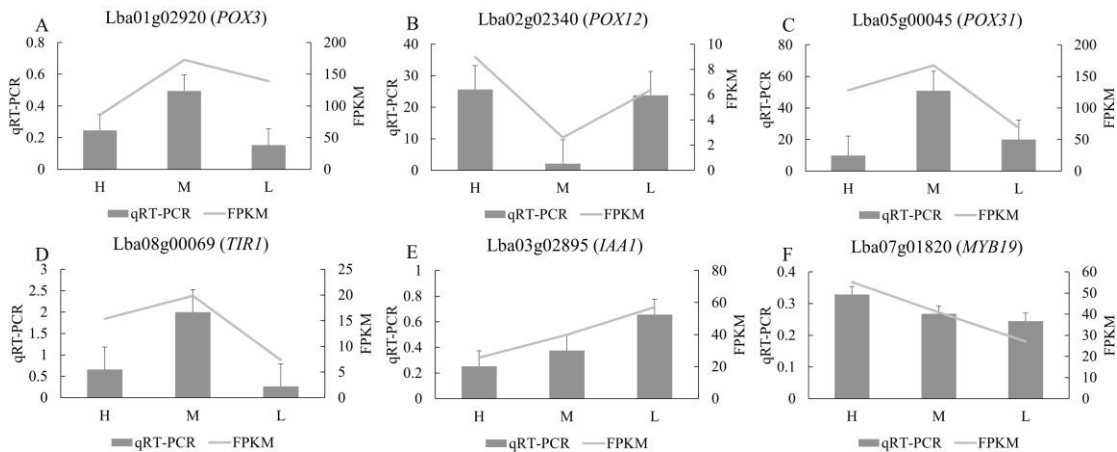 A
Lba01g02920 (POX3)
0.8
0.6
0.4
0.2
0
qRT-PCR
200
150
100
50
0
FPKM
H M L
qRT-PCR FPKM
B
Lba02g02340 (POX12)
40
30
20
10
0
qRT-PCR
10
8
6
4
2
0
FPKM
H M L
qRT-PCR FPKM
C
Lba05g00045 (POX31)
80
60
40
20
0
qRT-PCR
200
150
100
50
0
FPKM
H M L
qRT-PCR FPKM
D
Lba08g00069 (TIR1)
3
2.5
2
1.5
1
0.5
0
qRT-PCR
25
20
15
10
5
0
FPKM
H M L
qRT-PCR FPKM
E
Lba03g02895 (IAA1)
1
0.8
0.6
0.4
0.2
0
qRT-PCR
80
60
40
20
0
FPKM
H M L
qRT-PCR FPKM
F
Lba07g01820 (MYB19)
0.4
0.3
0.2
0.1
0
qRT-PCR
60
50
40
30
20
10
0
FPKM
H M L
qRT-PCR FPKM